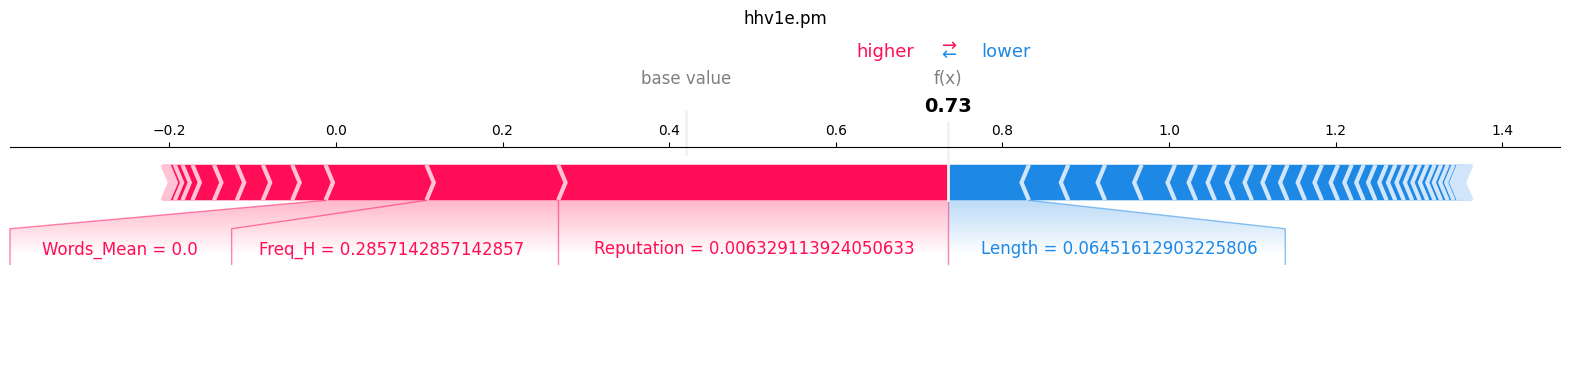 hhv1e.pm
higher ⇄ lower
base value f(x)
0.73
−0.2 0.0 0.2 0.4 0.6 0.8 1.0 1.2 1.4
Words_Mean = 0.0 Freq_H = 0.2857142857142857 Reputation = 0.006329113924050633 Length = 0.06451612903225806